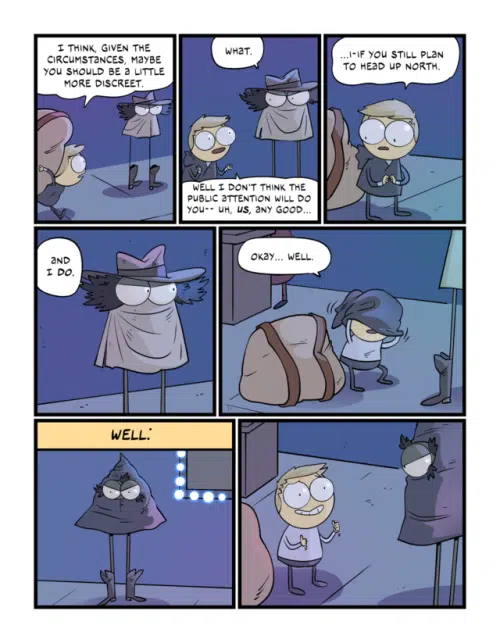 I THINK, GIVEN THE
CIRCUMSTANCES, MAYBE
YOU SHOULD BE A LITTLE
MORE DISCREET.
WHAT.
WELL I DON'T THINK THE
PUBLIC ATTENTION WILL DO
YOU-- UH, US, ANY GOOD...
...I-IF YOU STILL PLAN
TO HEAD UP NORTH.
AND
I DO.
OKAY... WELL.
WELL: